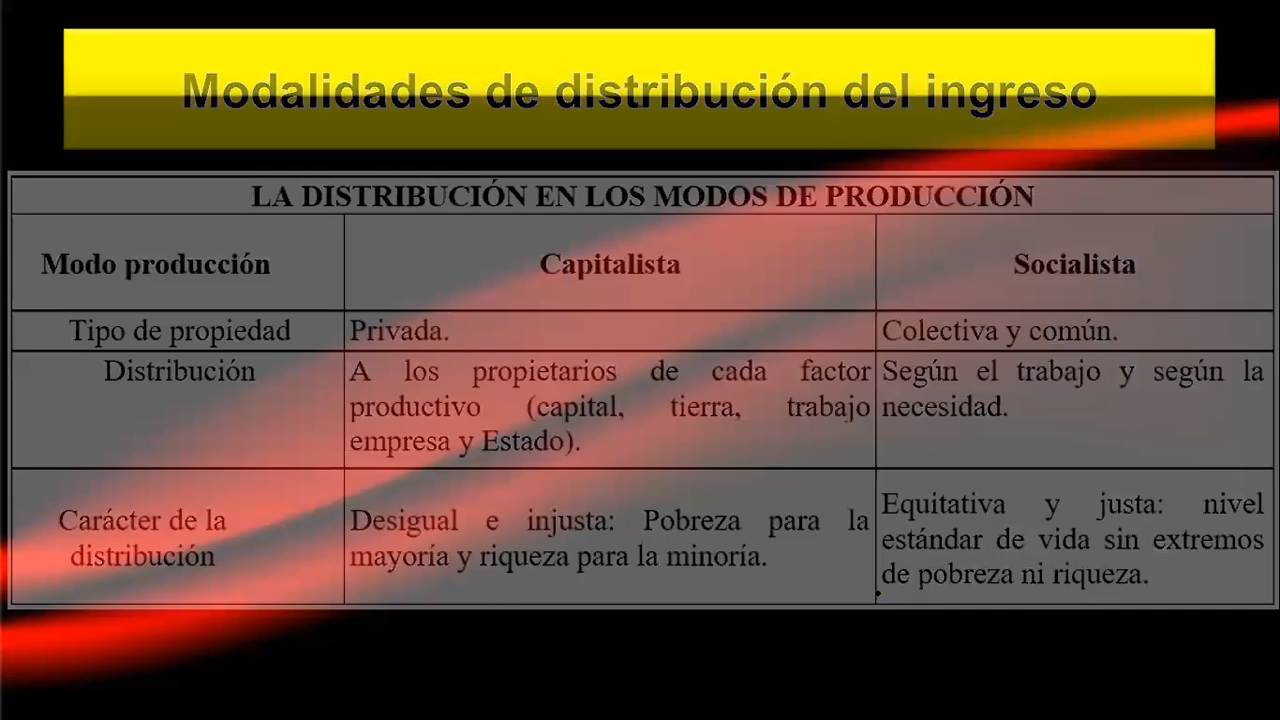 Modalidades de distribución del ingreso
LA DISTRIBUCIÓN EN LOS MODOS DE PRODUCCIÓN
Modo producción
Capitalista
Socialista
Tipo de propiedad
Privada.
Colectiva y común.
Distribución
A los propietarios de cada factor
productivo (capital, tierra, trabajo
empresa y Estado).
Según el trabajo y según la
necesidad.
Carácter de la
distribución
Desigual e injusta: Pobreza para la
mayoría y riqueza para la minoría.
Equitativa y justa: nivel
estándar de vida sin extremos
de pobreza ni riqueza.